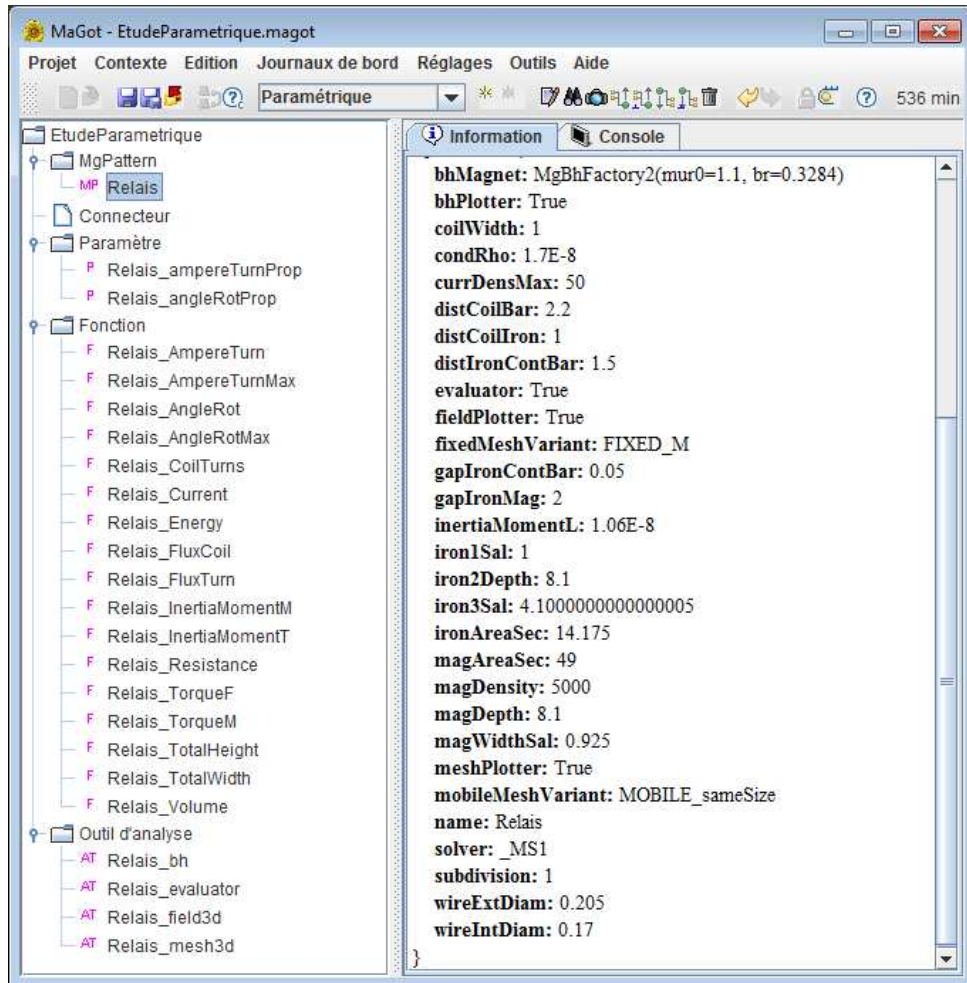 MaGot - EtudeParametrique.magot
Projet Contexte Edition Journaux de bord Réglages Outils Aide
Paramétrique
536 min
EtudeParametrique
MgPattern
MP Relais
Connecteur
Paramètre
P Relais_ampereTurnProp
P Relais_angleRotProp
Fonction
F Relais_AmpereTurn
F Relais_AmpereTurnMax
F Relais_AngleRot
F Relais_AngleRotMax
F Relais_CoilTurns
F Relais_Current
F Relais_Energy
F Relais_FluxCoil
F Relais_FluxTurn
F Relais_InertiaMomentM
F Relais_InertiaMomentT
F Relais_Resistance
F Relais_TorqueF
F Relais_TorqueM
F Relais_TotalHeight
F Relais_TotalWidth
F Relais_Volume
Outil d'analyse
AT Relais_bh
AT Relais_evaluator
AT Relais_field3d
AT Relais_mesh3d
Information Console
bhMagnet: MgBhFactory2(mur0=1.1, br=0.3284)
bhPlotter: True
coilWidth: 1
condRho: 1.7E-8
currDensMax: 50
distCoilBar: 2.2
distCoilIron: 1
distIronContBar: 1.5
evaluator: True
fieldPlotter: True
fixedMeshVariant: FIXED_M
gapIronContBar: 0.05
gapIronMag: 2
inertiaMomentL: 1.06E-8
iron1Sal: 1
iron2Depth: 8.1
iron3Sal: 4.1000000000000005
ironAreaSec: 14.175
magAreaSec: 49
magDensity: 5000
magDepth: 8.1
magWidthSal: 0.925
meshPlotter: True
mobileMeshVariant: MOBILE_sameSize
name: Relais
solver: _MS1
subdivision: 1
wireExtDiam: 0.205
wireIntDiam: 0.17
}